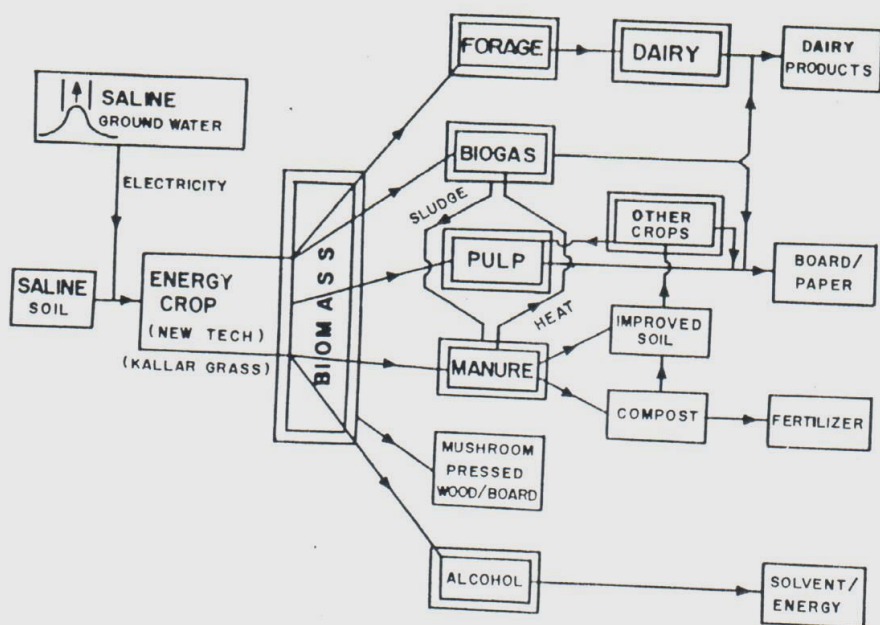 FORAGE
DAIRY
DAIRY
PRODUCTS
SALINE
GROUND WATER
ELECTRICITY
BIOGAS
SLUDGE
OTHER
CROPS
PULP
HEAT
BOARD/
PAPER
SALINE
SOIL
ENERGY
CROP
(NEW TECH)
(KALLAR GRASS)
BIOMASS
MANURE
IMPROVED
SOIL
COMPOST
FERTILIZER
MUSHROOM
PRESSED
WOOD/BOARD
ALCOHOL
SOLVENT/
ENERGY